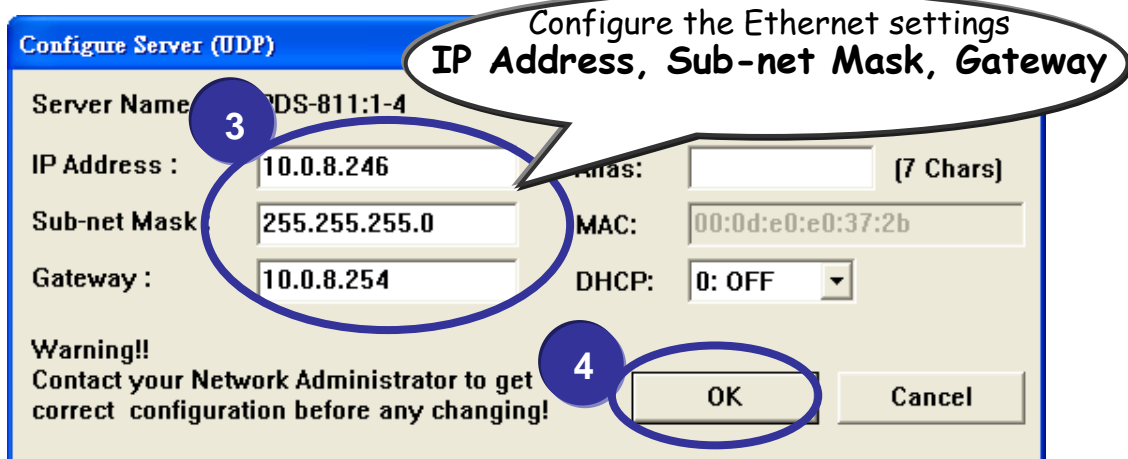 Configure the Ethernet settings
IP Address, Sub-net Mask, Gateway
Configure Server (UDP)
Server Name
DS-811:1-4
3
IP Address :
10.0.8.246
(7 Chars)
Sub-net Mask :
255.255.255.0
MAC:
00:0d:e0:e0:37:2b
Gateway :
10.0.8.254
DHCP:
0: OFF
Warning!!
Contact your Network Administrator to get
correct configuration before any changing!
4
OK
Cancel